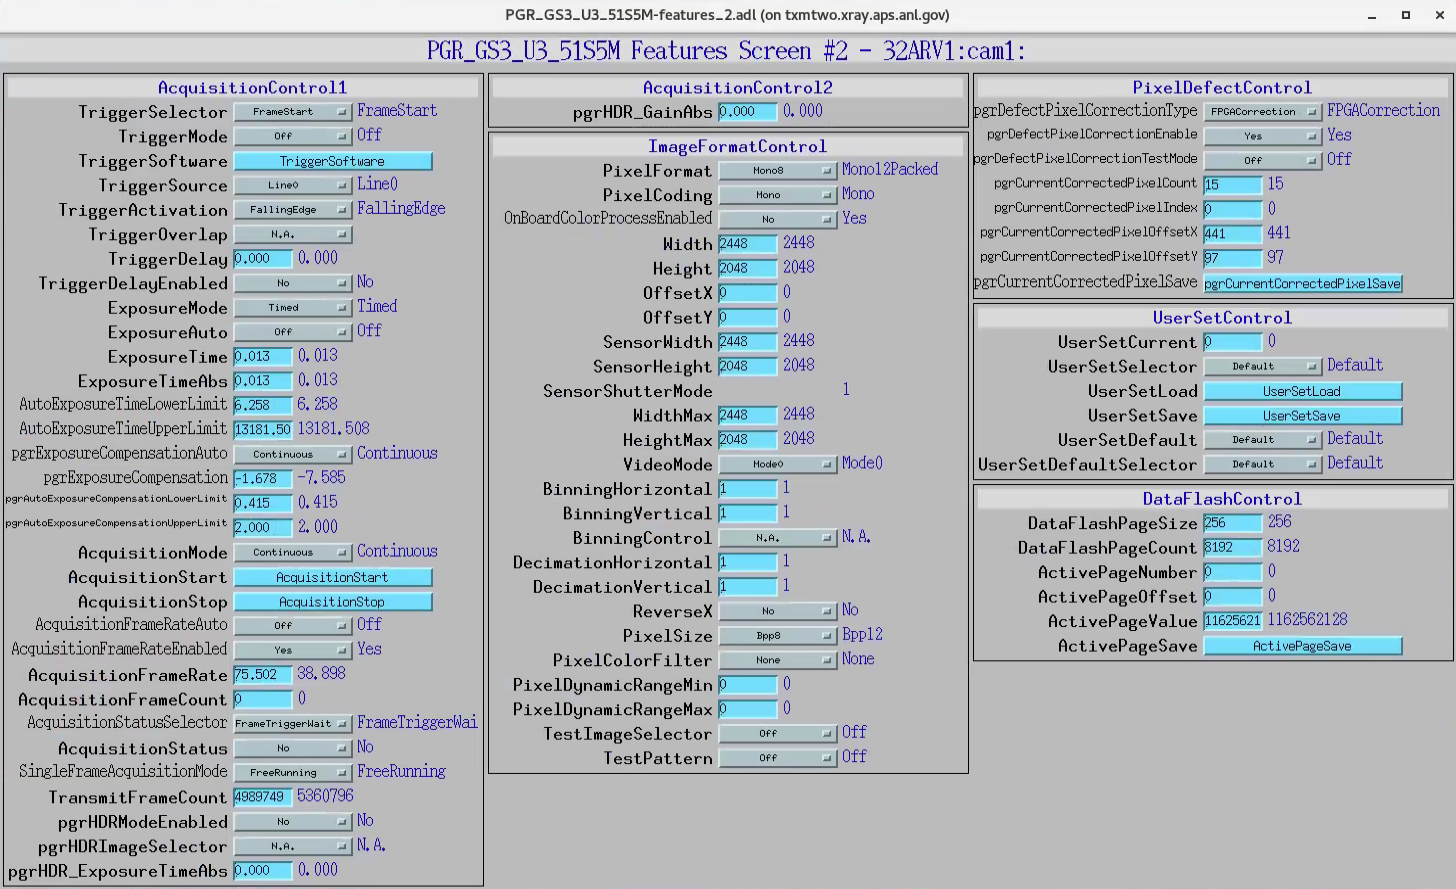 PGR_GS3_U3_51S5M-features_2.adl (on txmtwo.xray.aps.anl.gov)
PGR_GS3_U3_51S5M Features Screen #2 - 32ARV1:cam1:
AcquisitionControl1
TriggerSelector FrameStart FrameStart
TriggerMode Off Off
TriggerSoftware TriggerSoftware
TriggerSource Line0 Line0
TriggerActivation FallingEdge FallingEdge
TriggerOverlap N.A.
TriggerDelay 0.000 0.000
TriggerDelayEnabled No No
ExposureMode Timed Timed
ExposureAuto Off Off
ExposureTime 0.013 0.013
ExposureTimeAbs 0.013 0.013
AutoExposureTimeLowerLimit 6.258 6.258
AutoExposureTimeUpperLimit 13181.50 13181.508
pgrExposureCompensationAuto Continuous Continuous
pgrExposureCompensation -1.678 -7.585
pgrAutoExposureCompensationLowerLimit 0.415 0.415
pgrAutoExposureCompensationUpperLimit 2.000 2.000
AcquisitionMode Continuous Continuous
AcquisitionStart AcquisitionStart
AcquisitionStop AcquisitionStop
AcquisitionFrameRateAuto Off Off
AcquisitionFrameRateEnabled Yes Yes
AcquisitionFrameRate 75.502 38.898
AcquisitionFrameCount 0 0
AcquisitionStatusSelector FrameTriggerWait FrameTriggerWai
AcquisitionStatus No No
SingleFrameAcquisitionMode FreeRunning FreeRunning
TransmitFrameCount 4989749 5360796
pgrHDRModeEnabled No No
pgrHDRImageSelector N.A. N.A.
pgrHDR_ExposureTimeAbs 0.000 0.000
AcquisitionControl2
pgrHDR_GainAbs 0.000 0.000
ImageFormatControl
PixelFormat Mono8 Mono12Packed
PixelCoding Mono Mono
OnBoardColorProcessEnabled No Yes
Width 2448 2448
Height 2048 2048
OffsetX 0 0
OffsetY 0 0
SensorWidth 2448 2448
SensorHeight 2048 2048
SensorShutterMode 1
WidthMax 2448 2448
HeightMax 2048 2048
VideoMode Mode0 Mode0
BinningHorizontal 1 1
BinningVertical 1 1
BinningControl N.A. N.A.
DecimationHorizontal 1 1
DecimationVertical 1 1
ReverseX No No
PixelSize Bpp8 Bpp12
PixelColorFilter None None
PixelDynamicRangeMin 0 0
PixelDynamicRangeMax 0 0
TestImageSelector Off Off
TestPattern Off Off
PixelDefectControl
pgrDefectPixelCorrectionType FPGACorrection FPGACorrection
pgrDefectPixelCorrectionEnable Yes Yes
pgrDefectPixelCorrectionTestMode Off Off
pgrCurrentCorrectedPixelCount 15 15
pgrCurrentCorrectedPixelIndex 0 0
pgrCurrentCorrectedPixelOffsetX 441 441
pgrCurrentCorrectedPixelOffsetY 97 97
pgrCurrentCorrectedPixelSave pgrCurrentCorrectedPixelSave
UserSetControl
UserSetCurrent 0 0
UserSetSelector Default Default
UserSetLoad UserSetLoad
UserSetSave UserSetSave
UserSetDefault Default Default
UserSetDefaultSelector Default Default
DataFlashControl
DataFlashPageSize 256 256
DataFlashPageCount 8192 8192
ActivePageNumber 0 0
ActivePageOffset 0 0
ActivePageValue 11625621 1162562128
ActivePageSave ActivePageSave